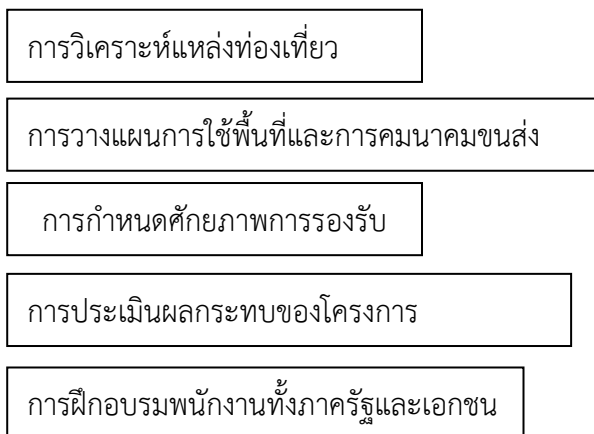 การวิเคราะห์แหล่งท่องเที่ยว
การวางแผนการใช้พื้นที่และการคมนาคมขนส่ง
การกำหนดศักยภาพการรองรับ
การประเมินผลกระทบของโครงการ
การฝึกอบรมพนักงานทั้งภาครัฐและเอกชน